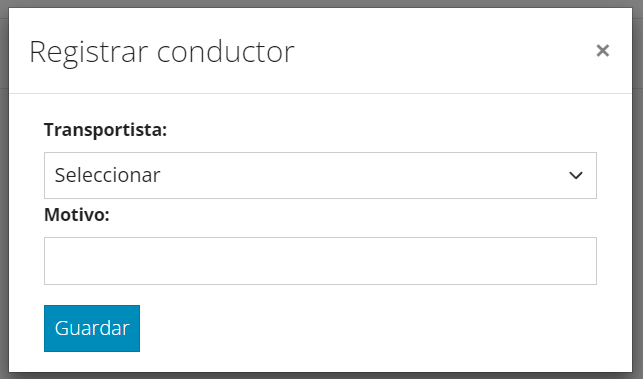 Registrar conductor
×
Transportista:
Seleccionar
Motivo:
Guardar